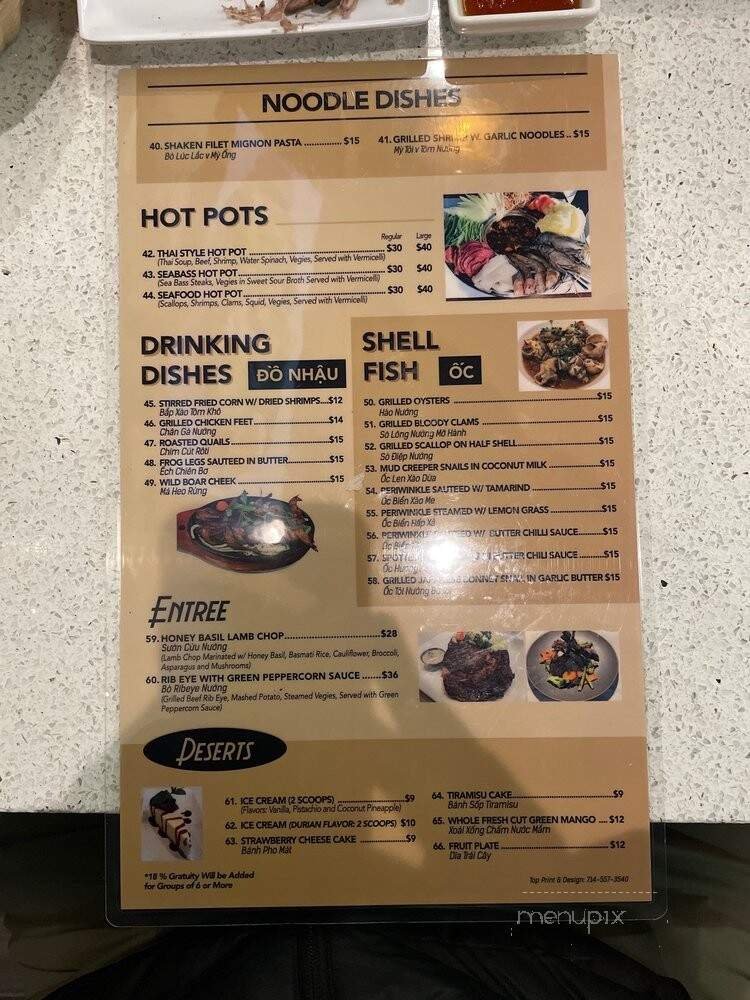 NOODLE DISHES
40. SHAKEN FILET MIGNON PASTA .............. $15
Bò Lúc Lắc v Mỳ Ống
41. GRILLED SHRIMP W. GARLIC NOODLES .. $15
Mỳ Tỏi v Tôm Nướng
HOT POTS
Regular Large
42. THAI STYLE HOT POT $30 $40
(Thai Soup, Beef, Shrimp, Water Spinach, Vegies, Served with Vermicelli)
43. SEABASS HOT POT $30 $40
(Sea Bass Steaks, Vegies in Sweet Sour Broth Served with Vermicelli)
44. SEAFOOD HOT POT $30 $40
(Scallops, Shrimps, Clams, Squid, Vegies, Served with Vermicelli)
DRINKING
DISHES ĐỒ NHẬU
45. STIRRED FRIED CORN W/ DRIED SHRIMPS....$12
Bắp Xào Tôm Khô
46. GRILLED CHICKEN FEET $14
Chân Gà Nướng
47. ROASTED QUAILS $15
Chim Cút Rôti
48. FROG LEGS SAUTEED IN BUTTER $15
Ếch Chiên Bơ
49. WILD BOAR CHEEK $15
Má Heo Rừng
SHELL
FISH ỐC
50. GRILLED OYSTERS $15
Hào Nướng
51. GRILLED BLOODY CLAMS $15
Sò Lông Nướng Mỡ Hành
52. GRILLED SCALLOP ON HALF SHELL $15
Sò Điệp Nướng
53. MUD CREEPER SNAILS IN COCONUT MILK $15
Ốc Len Xào Dừa
54. PERIWINKLE SAUTEED W/ TAMARIND $15
Ốc Biển Xào Me
55. PERIWINKLE STEAMED W/ LEMON GRASS $15
Ốc Biển Hấp Xả
56. PERIWINKLE SAUTEED W/ BUTTER CHILLI SAUCE $15
Ốc Biển
57. BUTTER CHILI SAUCE $15
Ốc Hương
58. GRILLED JAPANESE BONNET SNAIL IN GARLIC BUTTER $15
Ốc Tỏi Nướng Bơ Tỏi
ENTREE
59. HONEY BASIL LAMB CHOP $28
Sườn Cừu Nướng
(Lamb Chop Marinated w/ Honey Basil, Basmati Rice, Cauliflower, Broccoli,
Asparagus and Mushrooms)
60. RIB EYE WITH GREEN PEPPERCORN SAUCE .......$36
Bò Ribeye Nướng
(Grilled Beef Rib Eye, Mashed Potato, Steamed Vegies, Served with Green
Peppercorn Sauce)
DESERTS
61. ICE CREAM (2 SCOOPS) $9
(Flavors: Vanilla, Pistachio and Coconut Pineapple)
62. ICE CREAM (DURIAN FLAVOR: 2 SCOOPS) $10
63. STRAWBERRY CHEESE CAKE $9
Bánh Pho Mát
64. TIRAMISU CAKE $9
Bánh Sốp Tiramisu
65. WHOLE FRESH CUT GREEN MANGO .... $12
Xoài Xống Chấm Nước Mắm
66. FRUIT PLATE $12
Dĩa Trái Cây
*18 % Gratuity Will be Added
for Groups of 6 or More
Top Print & Design: 714-557-3540
menupix